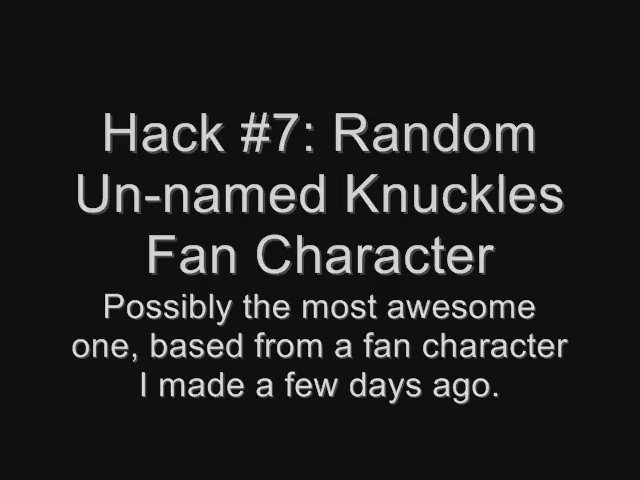 Hack #7: Random
Un-named Knuckles
Fan Character
Possibly the most awesome
one, based from a fan character
I made a few days ago.